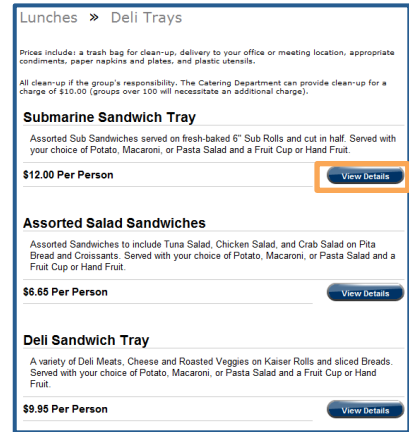 Lunches » Deli Trays
Prices include: a trash bag for clean-up, delivery to your office or meeting location, appropriate
condiments, paper napkins and plates, and plastic utensils.
All clean-up if the group's responsibility. The Catering Department can provide clean-up for a
charge of $10.00 (groups over 100 will necessitate an additional charge).
Submarine Sandwich Tray
Assorted Sub Sandwiches served on fresh-baked 6" Sub Rolls and cut in half. Served with
your choice of Potato, Macaroni, or Pasta Salad and a Fruit Cup or Hand Fruit.
$12.00 Per Person
View Details
Assorted Salad Sandwiches
Assorted Sandwiches to include Tuna Salad, Chicken Salad, and Crab Salad on Pita
Bread and Croissants. Served with your choice of Potato, Macaroni, or Pasta Salad and a
Fruit Cup or Hand Fruit.
$6.65 Per Person
View Details
Deli Sandwich Tray
A variety of Deli Meats, Cheese and Roasted Veggies on Kaiser Rolls and sliced Breads.
Served with your choice of Potato, Macaroni, or Pasta Salad and a Fruit Cup or Hand
Fruit.
$9.95 Per Person
View Details